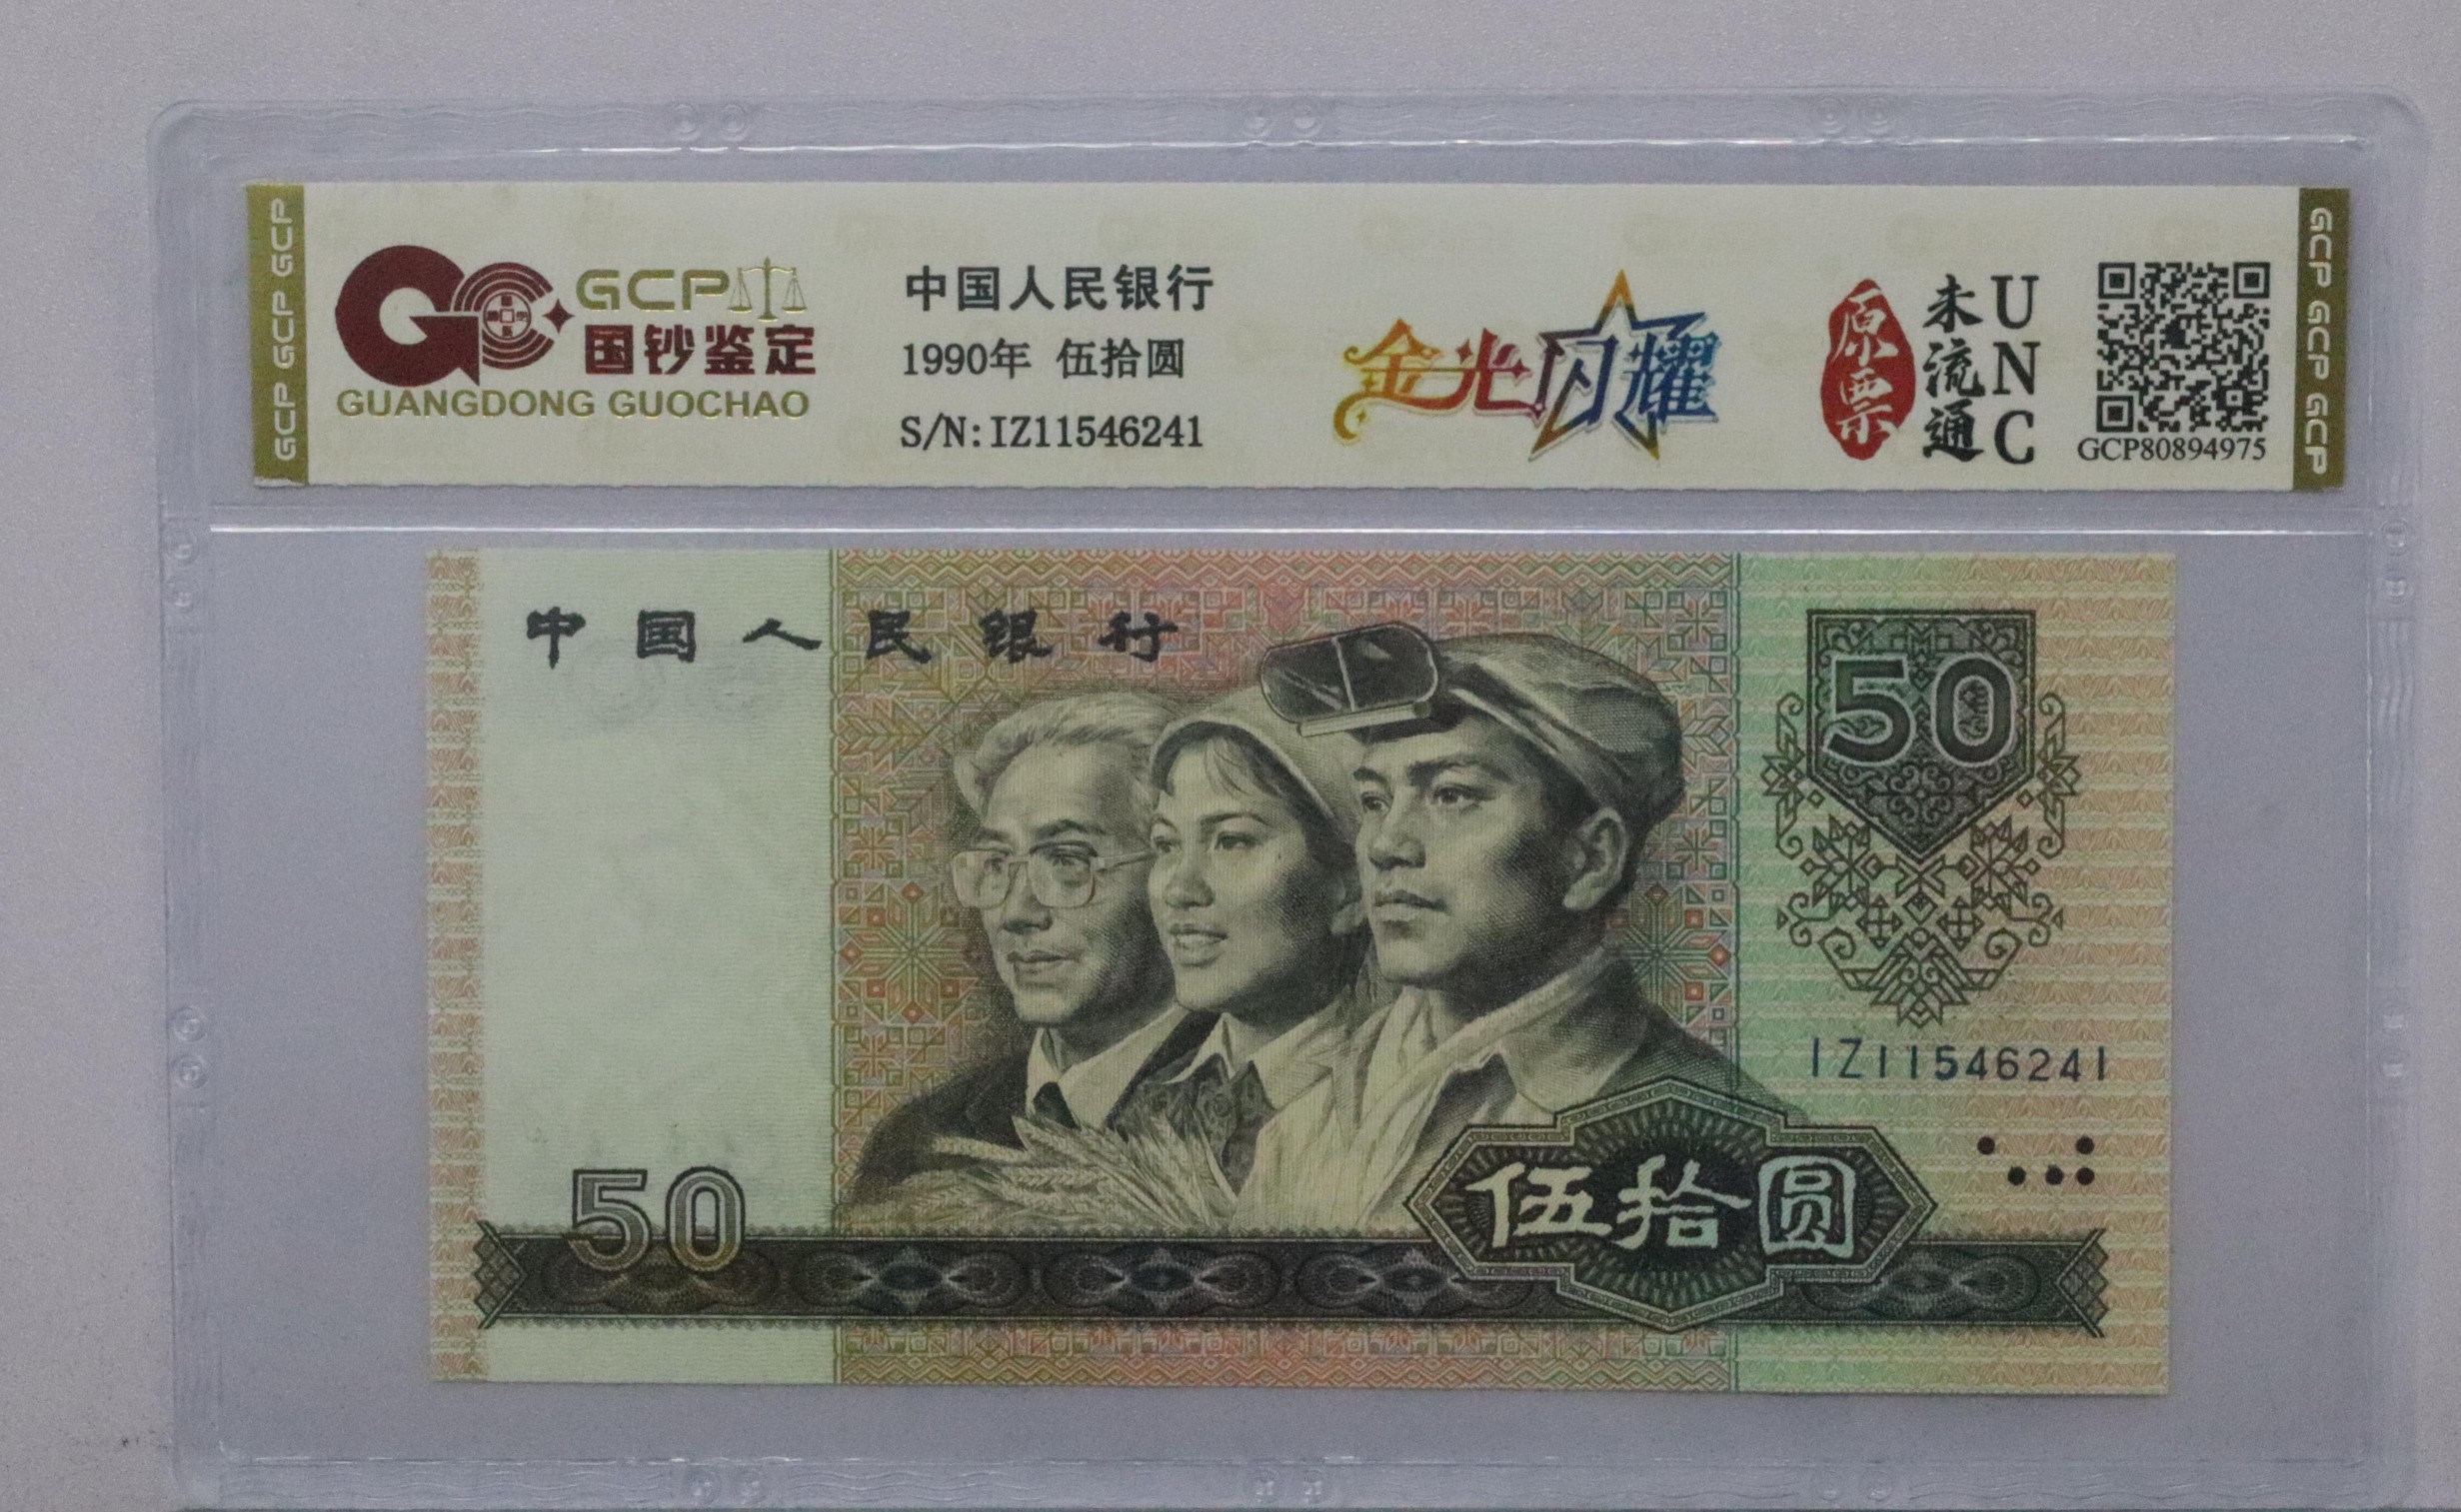 GCP GCP GCP
GCP
国钞鉴定
GUANGDONG GUOCHAO
中国人民银行
1990年 伍拾圆
S/N:IZ11546241
金光闪耀
原票
未流通
UNC
GCP80894975
GCP GCP GCP
中国人民银行
50
IZ11546241
50
伍拾圆